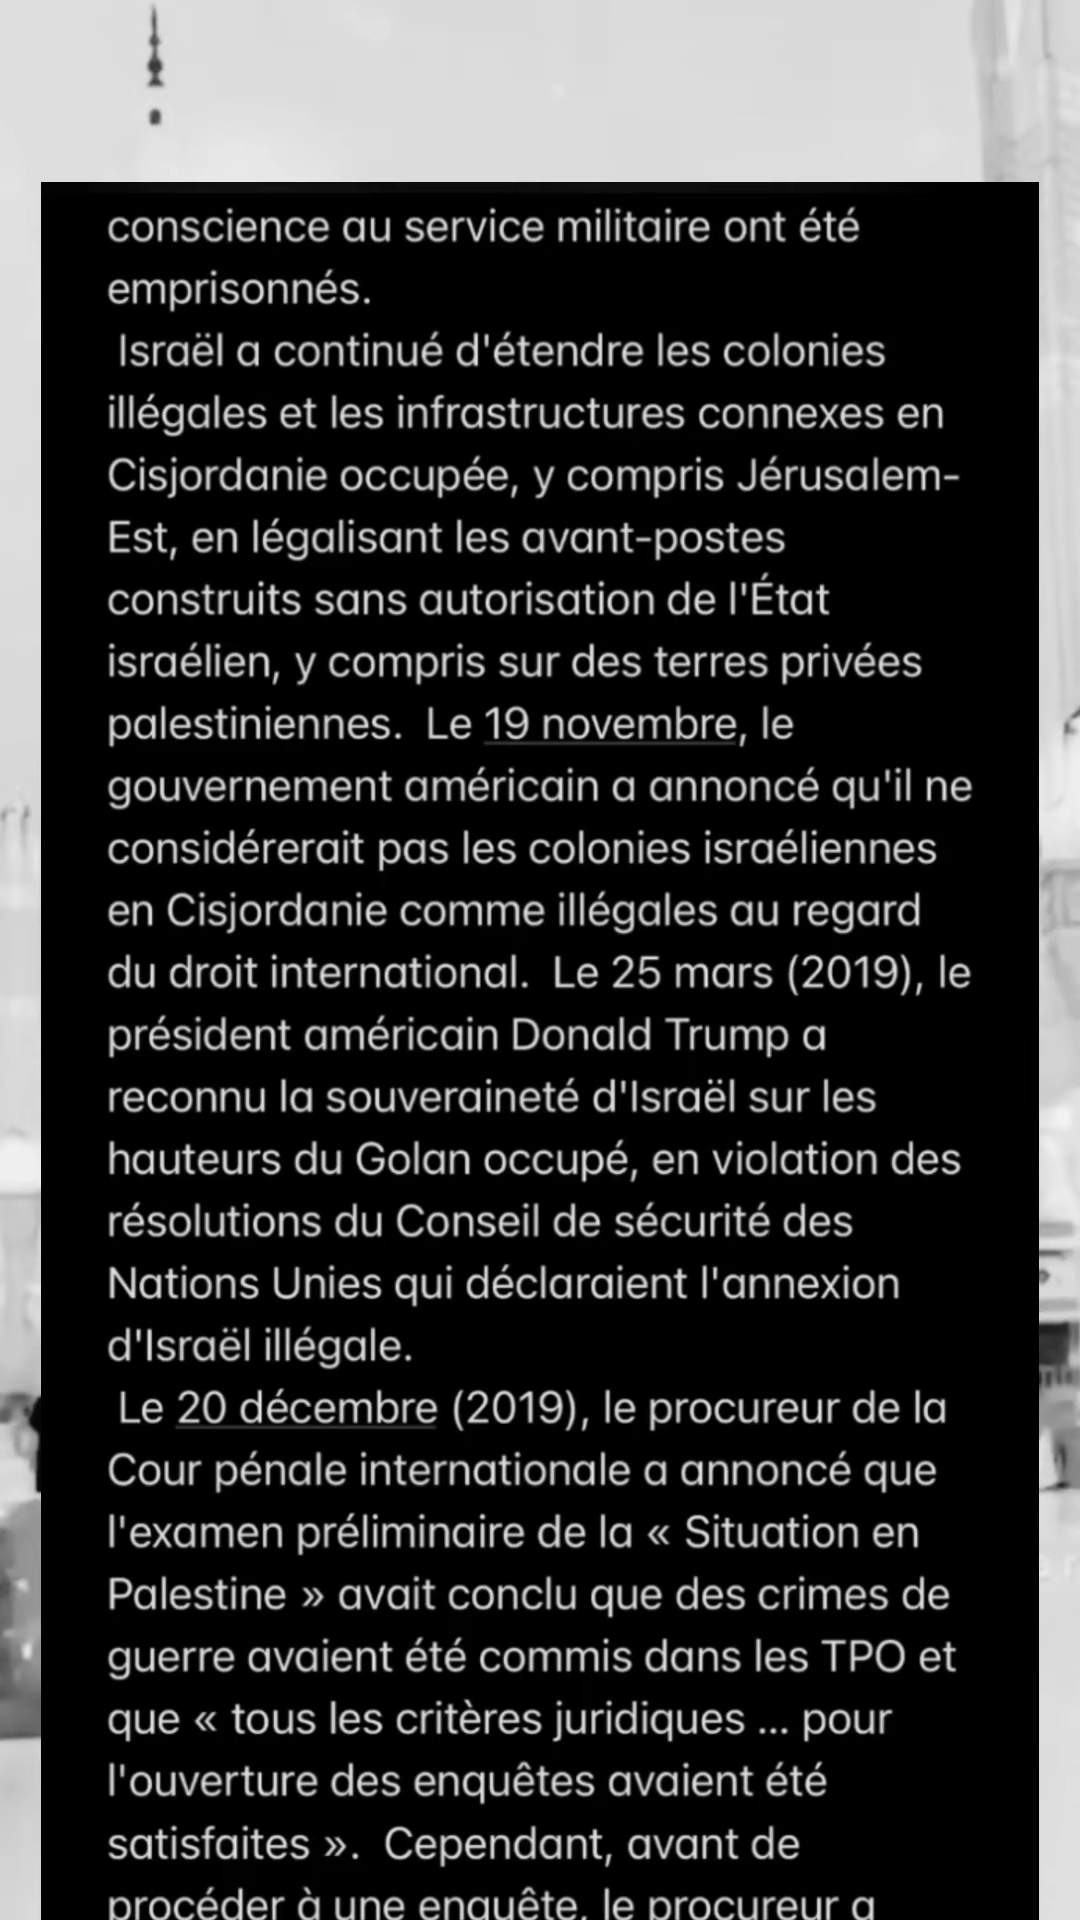 conscience au service militaire ont été
emprisonnés.
Israël a continué d'étendre les colonies
illégales et les infrastructures connexes en
Cisjordanie occupée, y compris Jérusalem-
Est, en légalisant les avant-postes
construits sans autorisation de l'État
israélien, y compris sur des terres privées
palestiniennes.  Le 19 novembre, le
gouvernement américain a annoncé qu'il ne
considérerait pas les colonies israéliennes
en Cisjordanie comme illégales au regard
du droit international.  Le 25 mars (2019), le
président américain Donald Trump a
reconnu la souveraineté d'Israël sur les
hauteurs du Golan occupé, en violation des
résolutions du Conseil de sécurité des
Nations Unies qui déclaraient l'annexion
d'Israël illégale.
Le 20 décembre (2019), le procureur de la
Cour pénale internationale a annoncé que
l'examen préliminaire de la « Situation en
Palestine » avait conclu que des crimes de
guerre avaient été commis dans les TPO et
que « tous les critères juridiques ... pour
l'ouverture des enquêtes avaient été
satisfaites ».  Cependant, avant de
procéder à une enquête, le procureur a